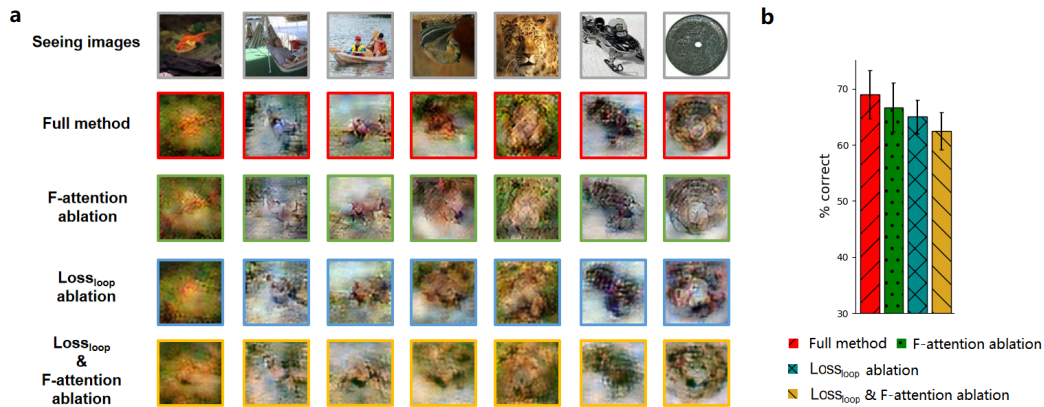 a
Seeing images
Full method
F-attention
ablation
Loss_loop
ablation
Loss_loop
&
F-attention
ablation
b
% correct
70
60
50
40
30
Full method
F-attention ablation
Loss_loop ablation
Loss_loop & F-attention ablation